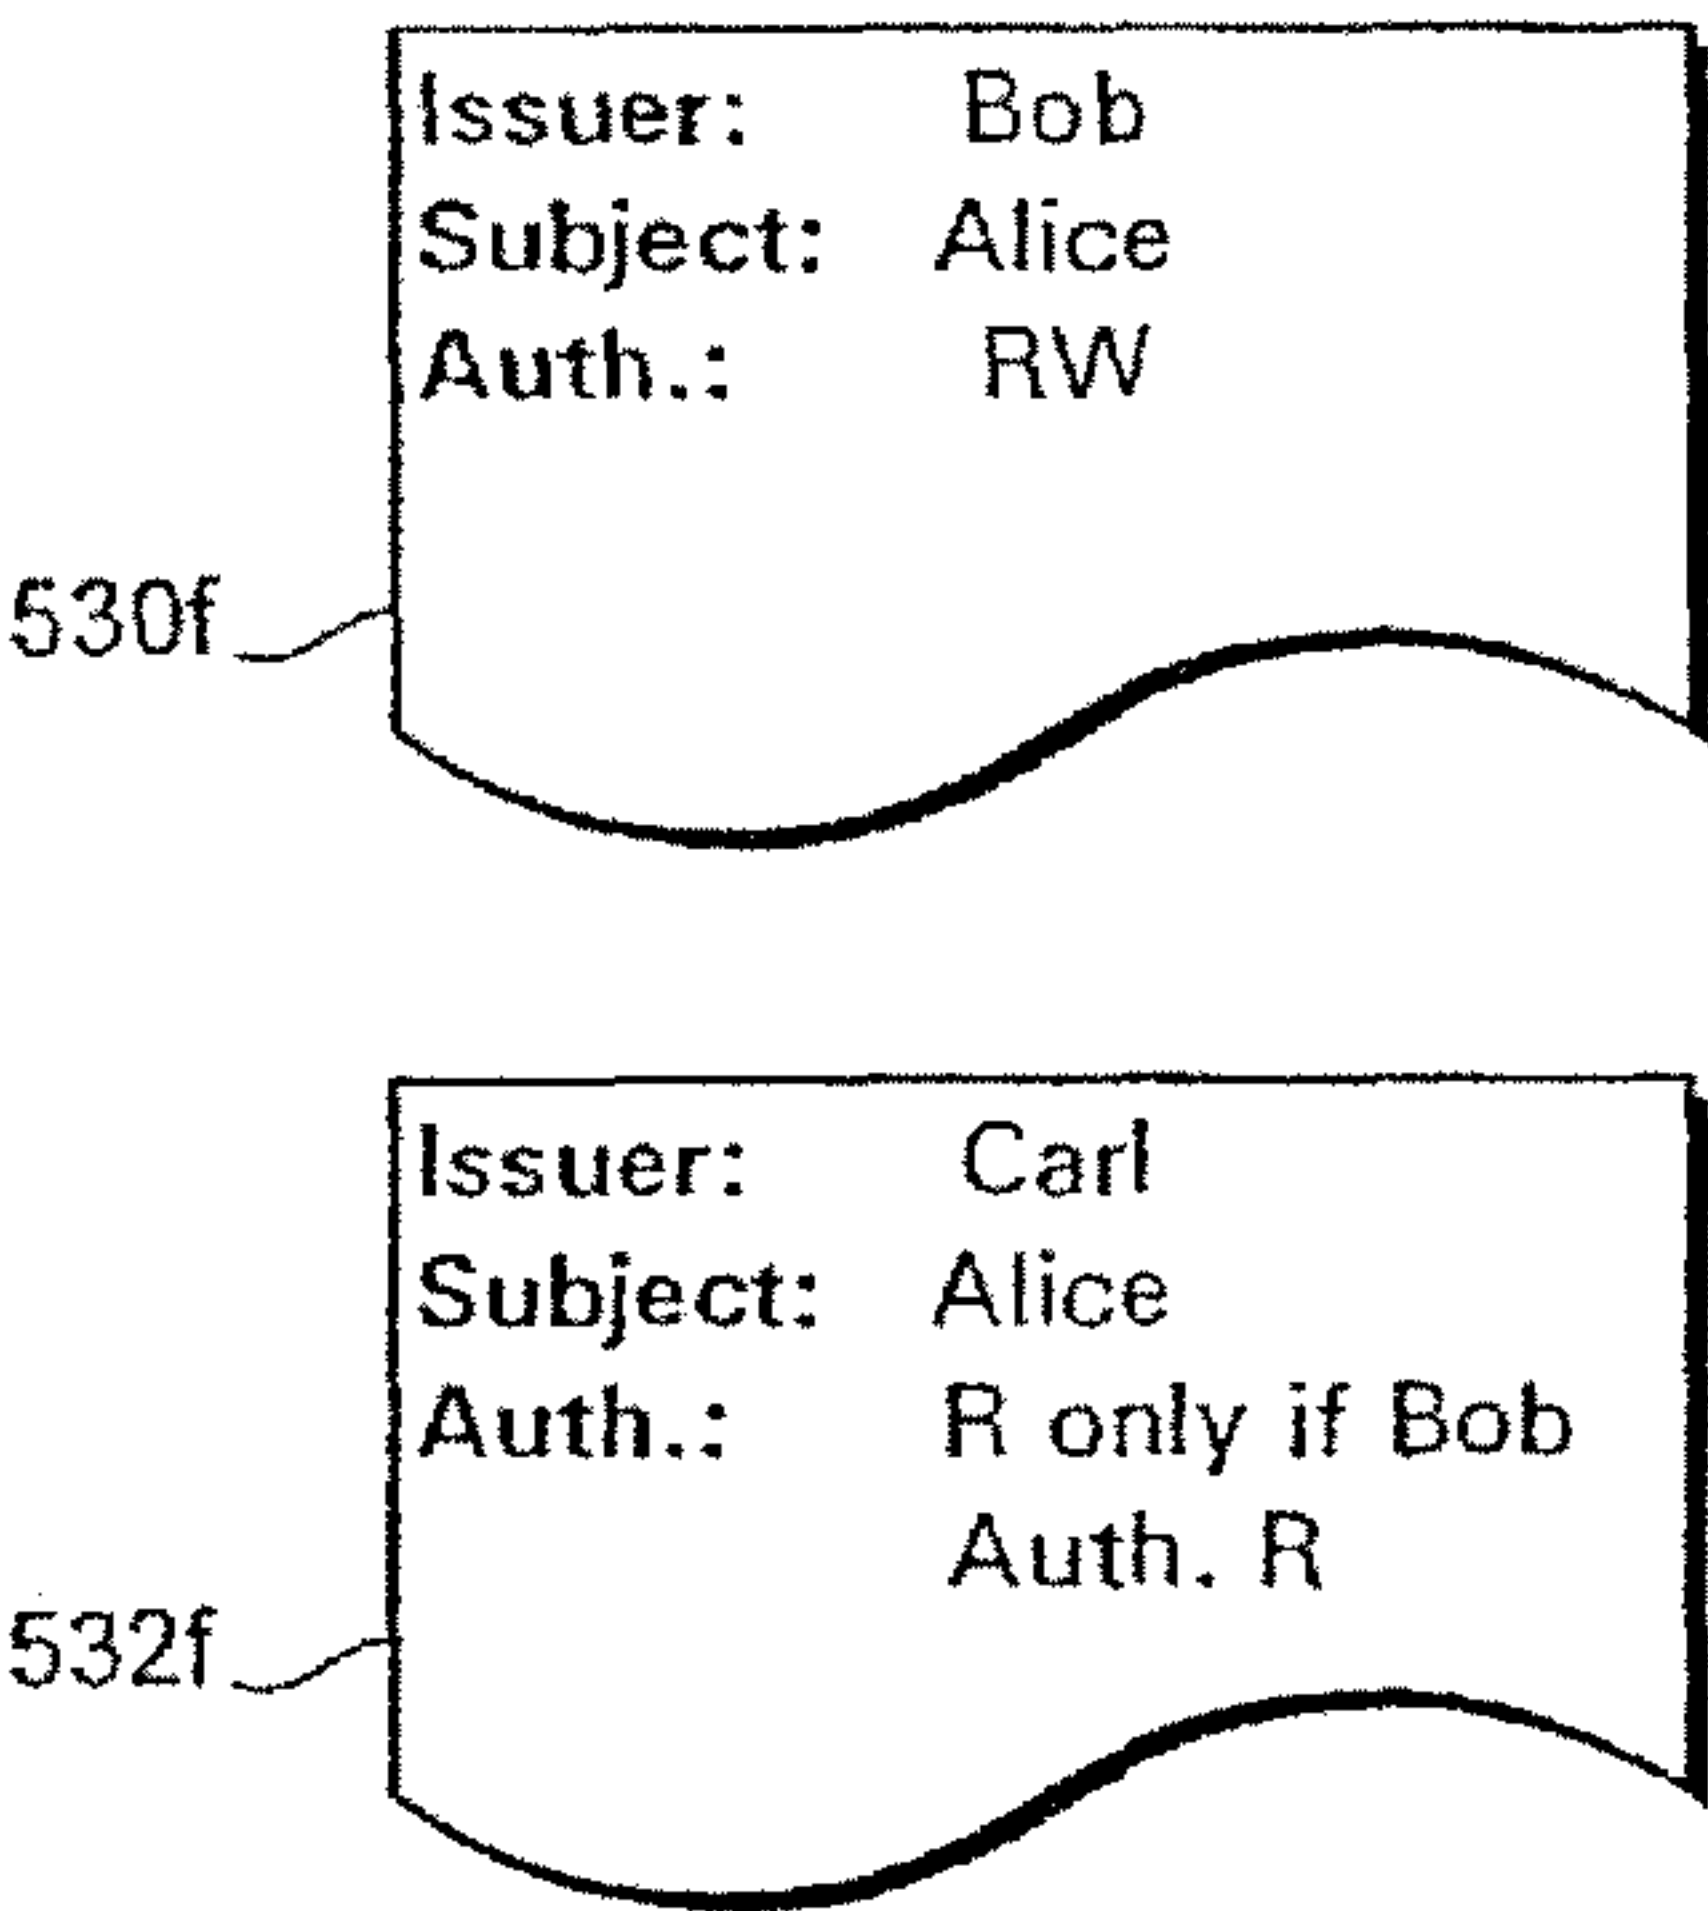 Issuer: Bob
Subject: Alice
Auth.: RW
530f
Issuer: Carl
Subject: Alice
Auth.: R only if Bob
Auth. R
532f